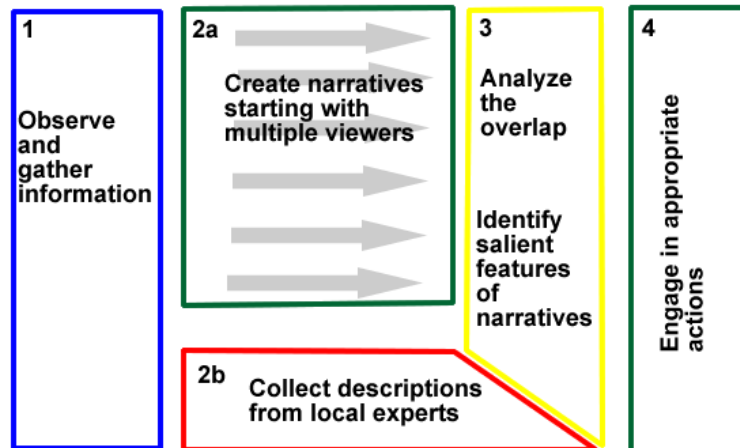 1
Observe
and
gather
information
2a
Create narratives
starting with
multiple viewers
2b
Collect descriptions
from local experts
3
Analyze
the
overlap
Identify
salient
features
of
narratives
4
Engage in appropriate
actions